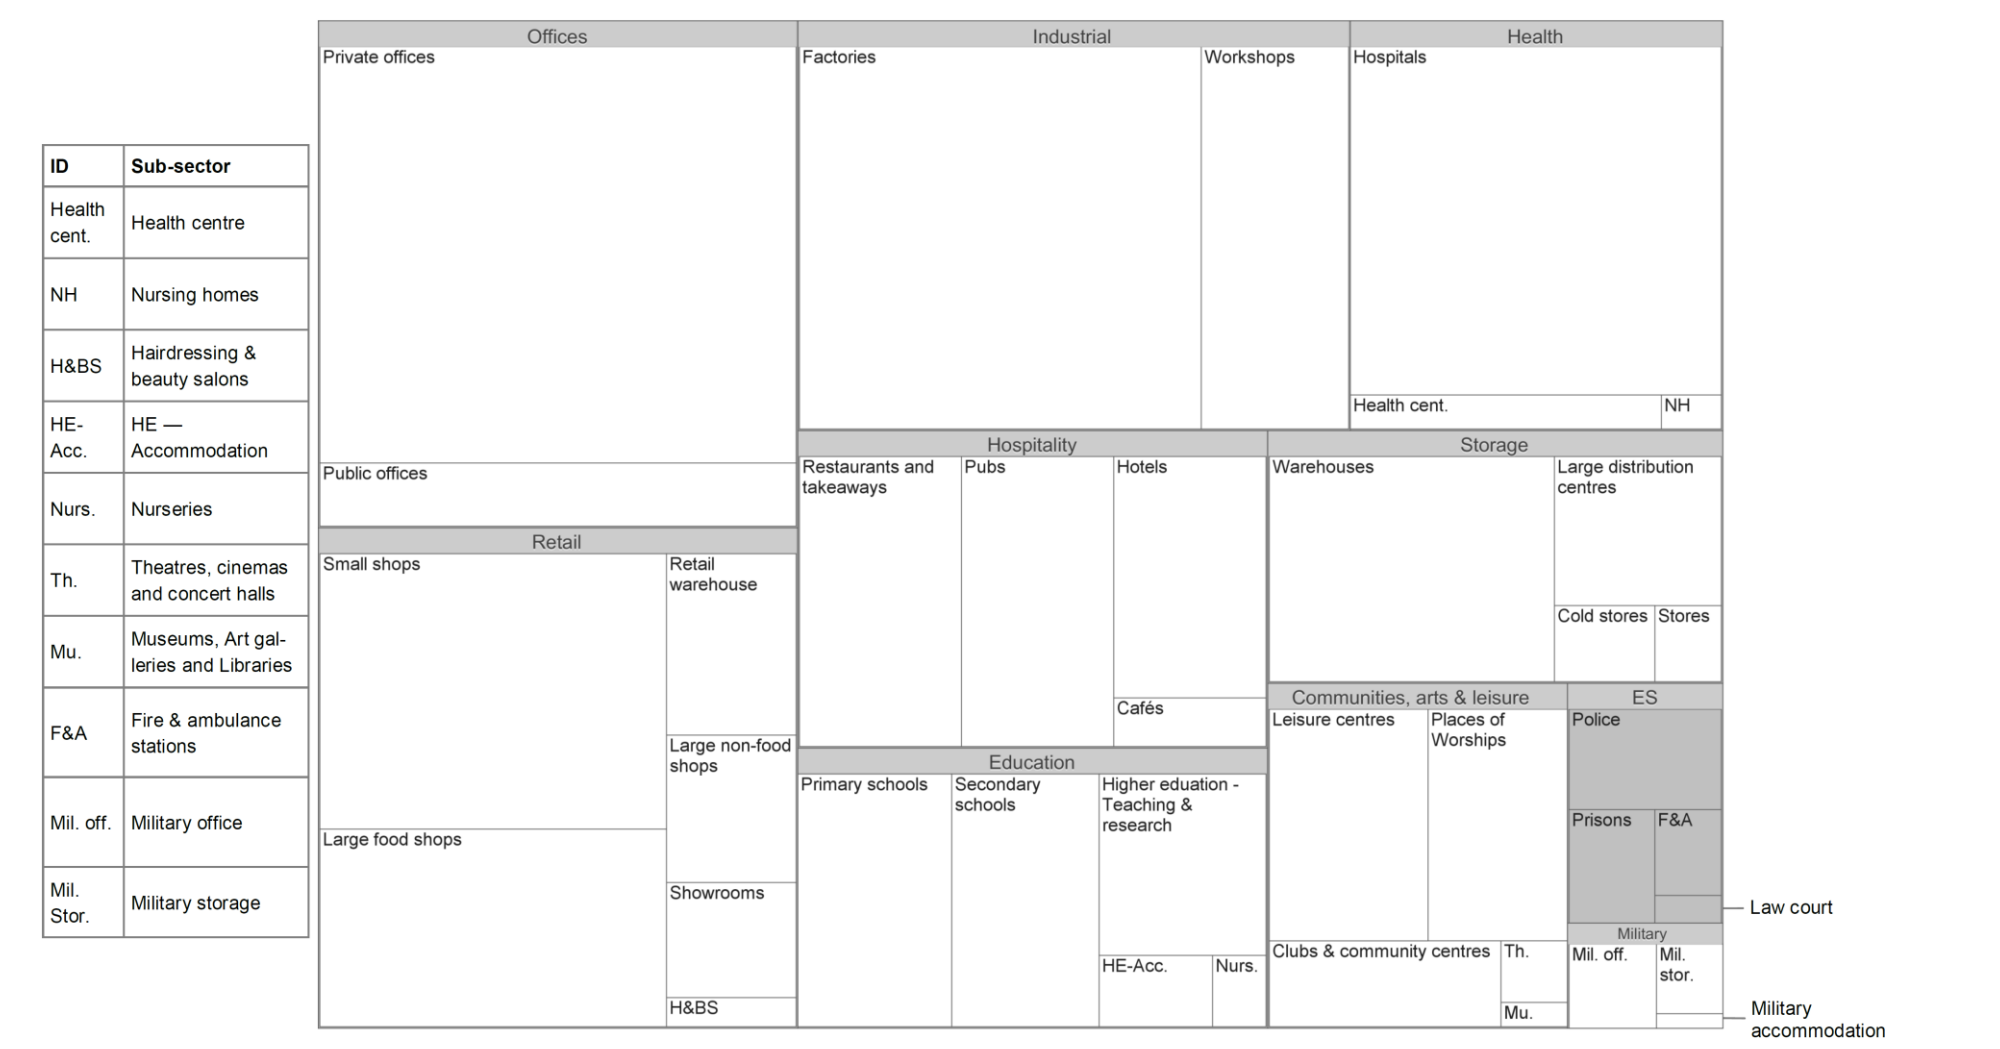 ID Sub-sector
Health
cent.
Health centre
NH Nursing homes
H&BS
Hairdressing &
beauty salons
HE-
Acc.
HE —
Accommodation
Nurs. Nurseries
Th.
Theatres, cinemas
and concert halls
Mu.
Museums, Art gal-
leries and Libraries
F&A
Fire & ambulance
stations
Mil. off. Military office
Mil.
Stor.
Military storage
Offices
Private offices
Public offices
Retail
Small shops
Large food shops
Retail
warehouse
Large non-food
shops
Showrooms
H&BS
Industrial
Factories
Workshops
Health
Hospitals
Health cent.
NH
Hospitality
Restaurants and
takeaways
Pubs
Hotels
Cafés
Storage
Warehouses
Large distribution
centres
Cold stores
Stores
Education
Primary schools
Secondary
schools
Higher eduation -
Teaching &
research
HE-Acc.
Nurs.
Communities, arts & leisure
Leisure centres
Places of
Worships
Clubs & community centres
Th.
Mu.
ES
Police
Prisons
F&A
Law court
Military
Mil. off.
Mil.
stor.
Military
accommodation